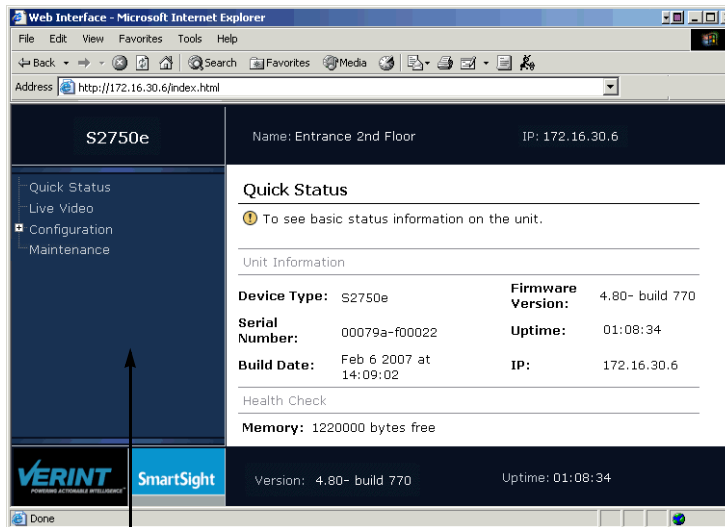 Web Interface - Microsoft Internet Explorer
File Edit View Favorites Tools Help
Back Search Favorites Media
Address http://172.16.30.6/index.html
S2750e
Name: Entrance 2nd Floor IP: 172.16.30.6
Quick Status
Live Video
Configuration
Maintenance
Quick Status
To see basic status information on the unit.
Unit Information
Device Type: S2750e Firmware Version: 4.80- build 770
Serial Number: 00079a-f00022 Uptime: 01:08:34
Build Date: Feb 6 2007 at 14:09:02 IP: 172.16.30.6
Health Check
Memory: 1220000 bytes free
VERINT
POWERING ACTIONABLE INTELLIGENCE
SmartSight
Version: 4.80- build 770 Uptime: 01:08:34
Done